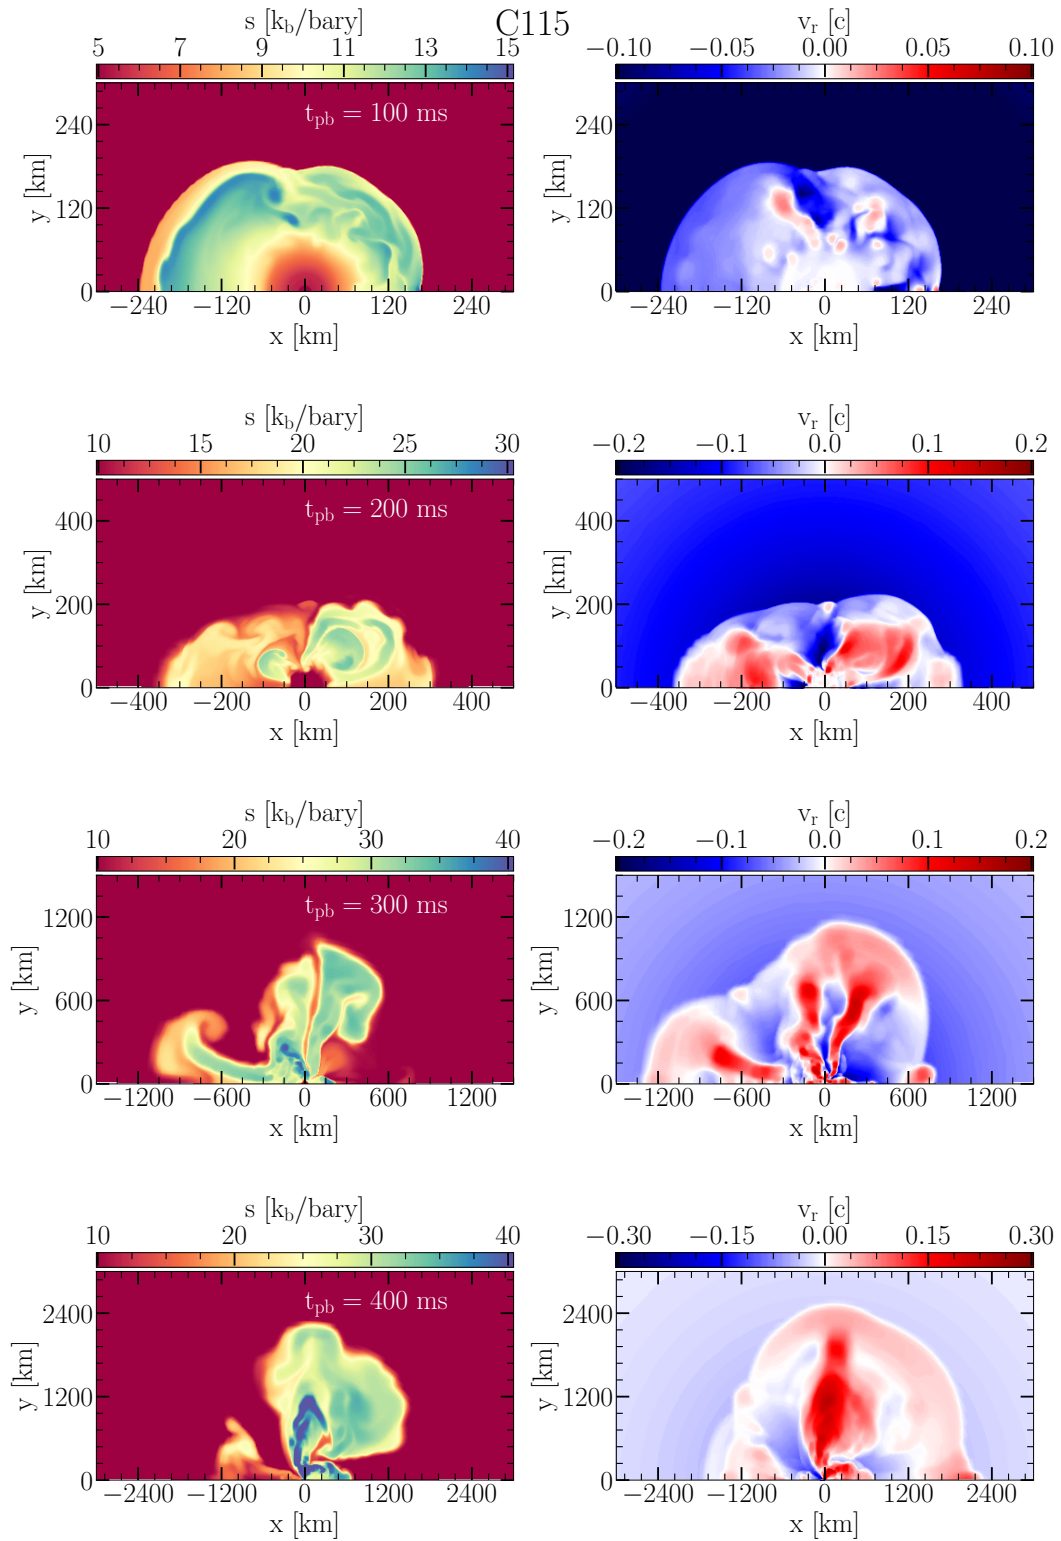 C115
s [k_b/bary] v_r [c]
5 7 9 11 13 15 −0.10 −0.05 0.00 0.05 0.10
t_pb = 100 ms
240
120
0
y [km] y [km]
−240 −120 0 120 240 −240 −120 0 120 240
x [km] x [km]
s [k_b/bary] v_r [c]
10 15 20 25 30 −0.2 −0.1 0.0 0.1 0.2
t_pb = 200 ms
400 400
200 200
0 0
y [km] y [km]
−400 −200 0 200 400 −400 −200 0 200 400
x [km] x [km]
s [k_b/bary] v_r [c]
10 20 30 40 −0.2 −0.1 0.0 0.1 0.2
t_pb = 300 ms
1200 1200
600 600
0 0
y [km] y [km]
−1200 −600 0 600 1200 −1200 −600 0 600 1200
x [km] x [km]
s [k_b/bary] v_r [c]
10 20 30 40 −0.30 −0.15 0.00 0.15 0.30
t_pb = 400 ms
2400 2400
1200 1200
0 0
y [km] y [km]
−2400 −1200 0 1200 2400 −2400 −1200 0 1200 2400
x [km] x [km]